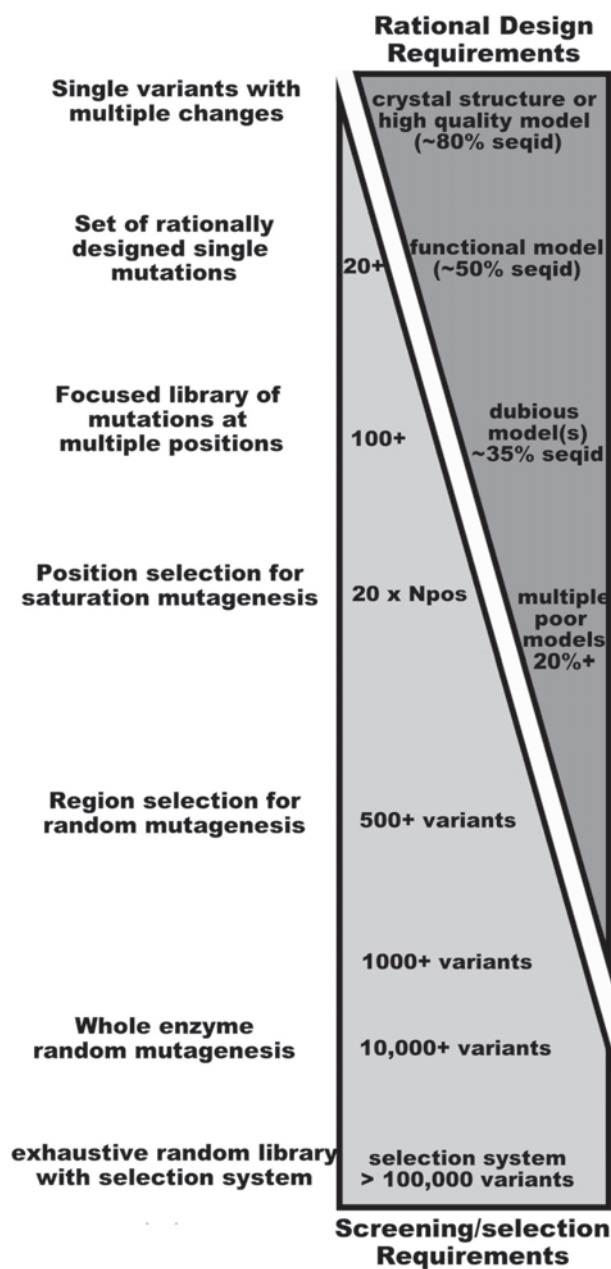 Rational Design
Requirements
Single variants with
multiple changes
crystal structure or
high quality model
(~80% seqid)
Set of rationally
designed single
mutations
20+
functional model
(~50% seqid)
Focused library of
mutations at
multiple positions
100+
dubious
model(s)
~35% seqid
Position selection for
saturation mutagenesis
20 x Npos
multiple
poor
models
20%+
Region selection for
random mutagenesis
500+ variants
1000+ variants
Whole enzyme
random mutagenesis
10,000+ variants
exhaustive random library
with selection system
selection system
> 100,000 variants
Screening/selection
Requirements